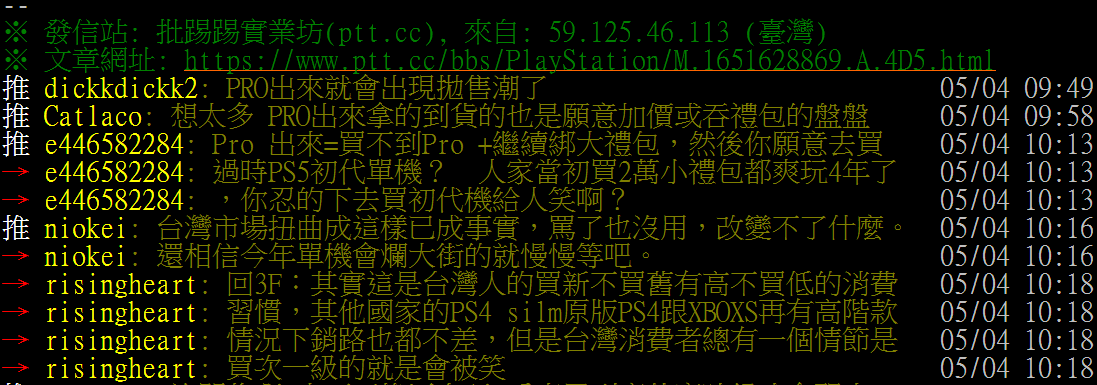 --
※ 發信站: 批踢踢實業坊(ptt.cc), 來自: 59.125.46.113 (臺灣)
※ 文章網址: https://www.ptt.cc/bbs/PlayStation/M.1651628869.A.4D5.html
推 dickkdickk2: PRO出來就會出現拋售潮了 05/04 09:49
推 Catlaco: 想太多 PRO出來拿的到貨的也是願意加價或吞禮包的盤盤 05/04 09:58
推 e446582284: Pro 出來=買不到Pro +繼續綁大禮包，然後你願意去買 05/04 10:13
→ e446582284: 過時PS5初代單機？ 人家當初買2萬小禮包都爽玩4年了 05/04 10:13
→ e446582284: ，你忍的下去買初代機給人笑啊？ 05/04 10:13
推 niokei: 台灣市場扭曲成這樣已成事實，罵了也沒用，改變不了什麼。 05/04 10:16
→ niokei: 還相信今年單機會爛大街的就慢慢等吧。 05/04 10:16
→ risingheart: 回3F：其實這是台灣人的買新不買舊有高不買低的消費 05/04 10:18
→ risingheart: 習慣，其他國家的PS4 silm原版PS4跟XBOXS再有高階款 05/04 10:18
→ risingheart: 情況下銷路也都不差，但是台灣消費者總有一個情節是 05/04 10:18
→ risingheart: 買次一級的就是會被笑 05/04 10:18